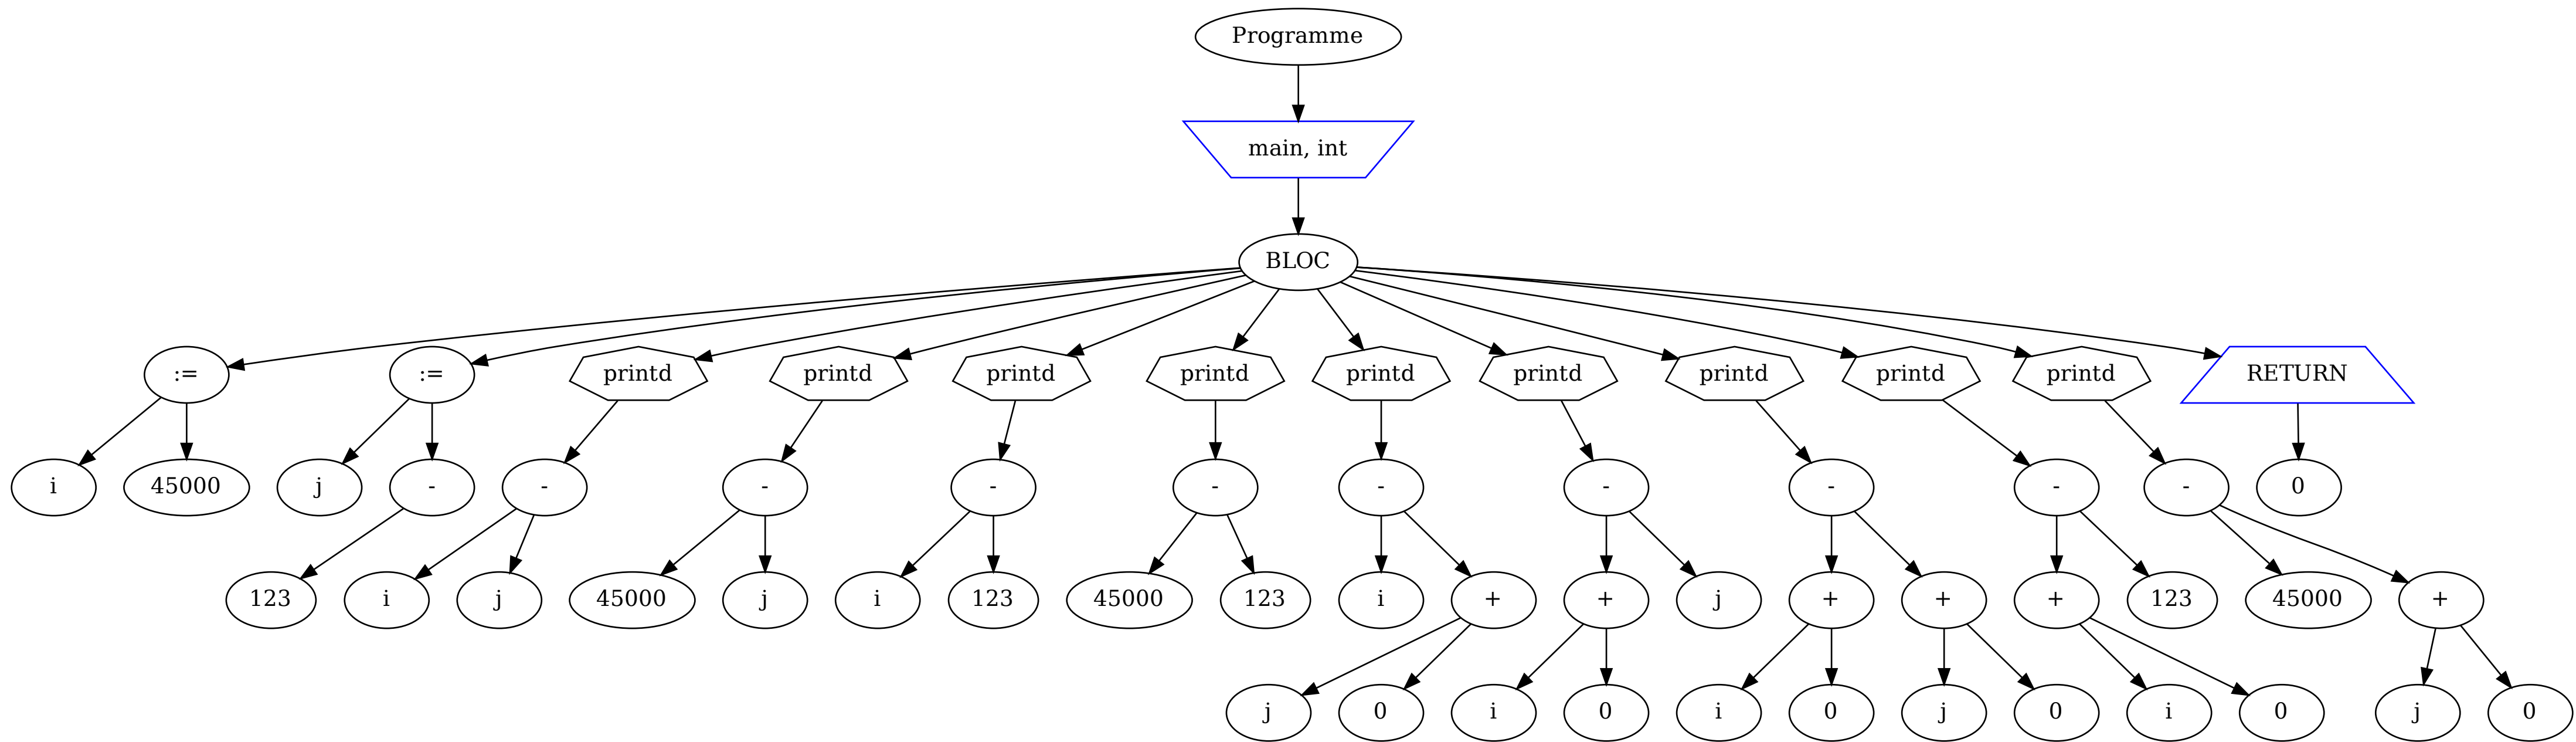 Programme
main, int
BLOC
:= := printd printd printd printd printd printd printd printd printd RETURN
i 45000 j - - - - - - - - - - 0
123 i j 45000 j i 123 45000 123 i + + j + + + 123 45000 +
j 0 i 0 i 0 j 0 i 0 j 0